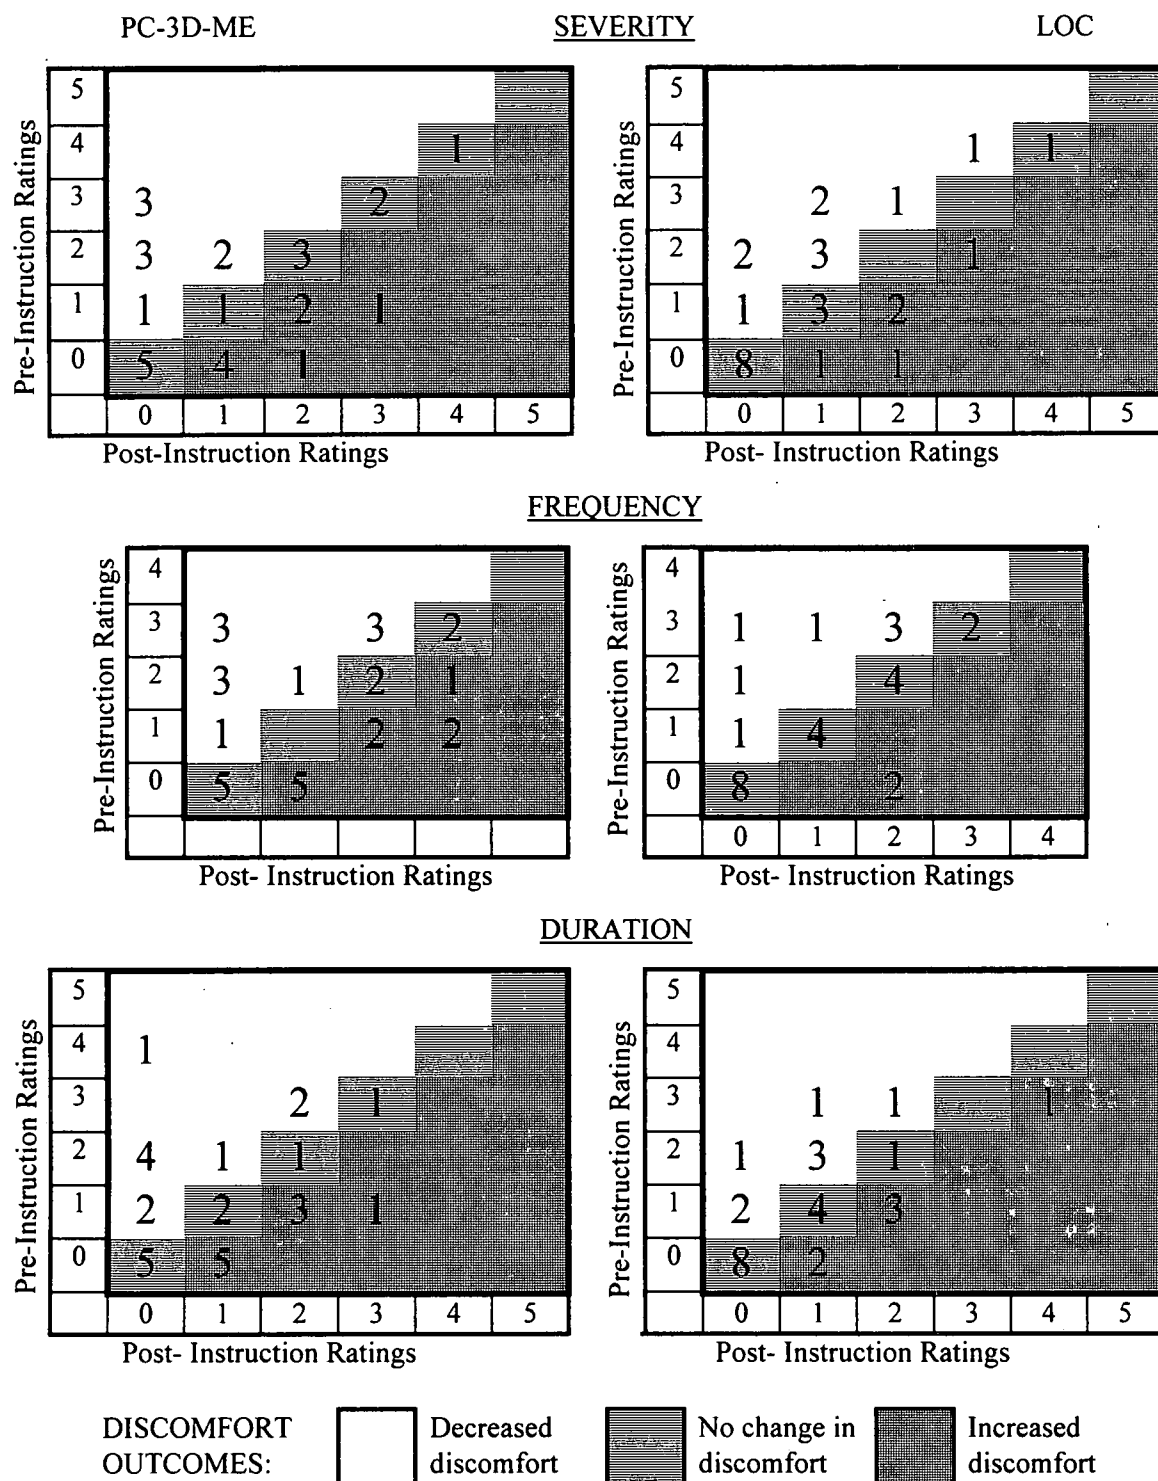 PC-3D-ME SEVERITY LOC
Pre-Instruction Ratings
5
4 1
3 3 2
2 3 2 3
1 1 1 2 1
0 5 4 1
0 1 2 3 4 5
Post-Instruction Ratings
Pre-Instruction Ratings
5
4 1 1
3 2 1
2 2 3 1
1 1 3 2
0 8 1 1
0 1 2 3 4 5
Post- Instruction Ratings
FREQUENCY
Pre-Instruction Ratings
4
3 3 3 2
2 3 1 2 1
1 1 2 2
0 5 5
Post- Instruction Ratings
Pre-Instruction Ratings
4
3 1 1 3 2
2 1 4
1 1 4
0 8 2
0 1 2 3 4
Post- Instruction Ratings
DURATION
Pre-Instruction Ratings
5
4 1
3 2 1
2 4 1 1
1 2 2 3 1
0 5 5
0 1 2 3 4 5
Post- Instruction Ratings
Pre-Instruction Ratings
5
4
3 1 1 1
2 1 3 1
1 2 4 3
0 8 2
0 1 2 3 4 5
Post- Instruction Ratings
DISCOMFORT
OUTCOMES:
Decreased
discomfort
No change in
discomfort
Increased
discomfort